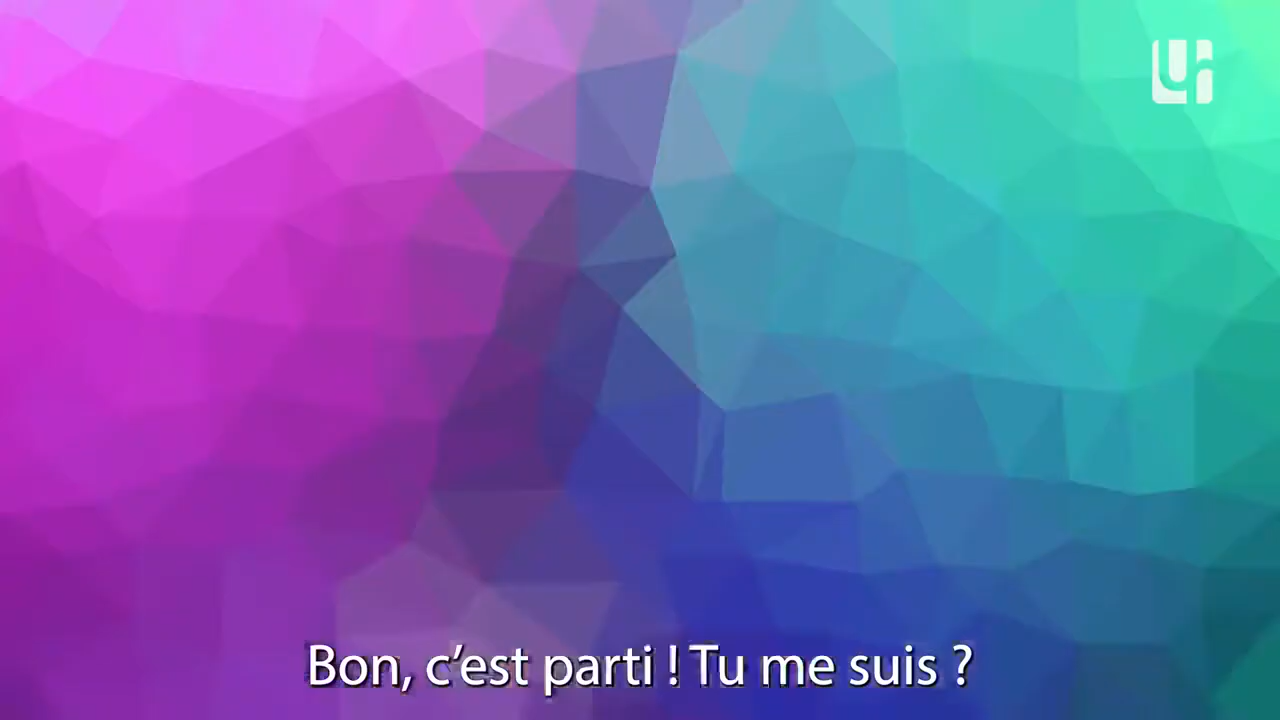 Bon, c’est parti ! Tu me suis ?